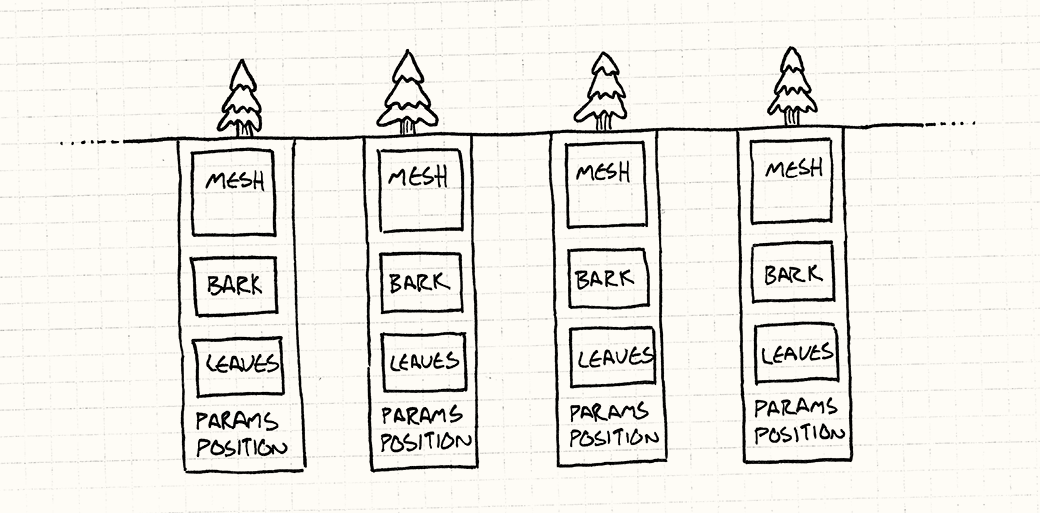 MESH
BARK
LEAVES
PARAMS
POSITION
MESH
BARK
LEAVES
PARAMS
POSITION
MESH
BARK
LEAVES
PARAMS
POSITION
MESH
BARK
LEAVES
PARAMS
POSITION